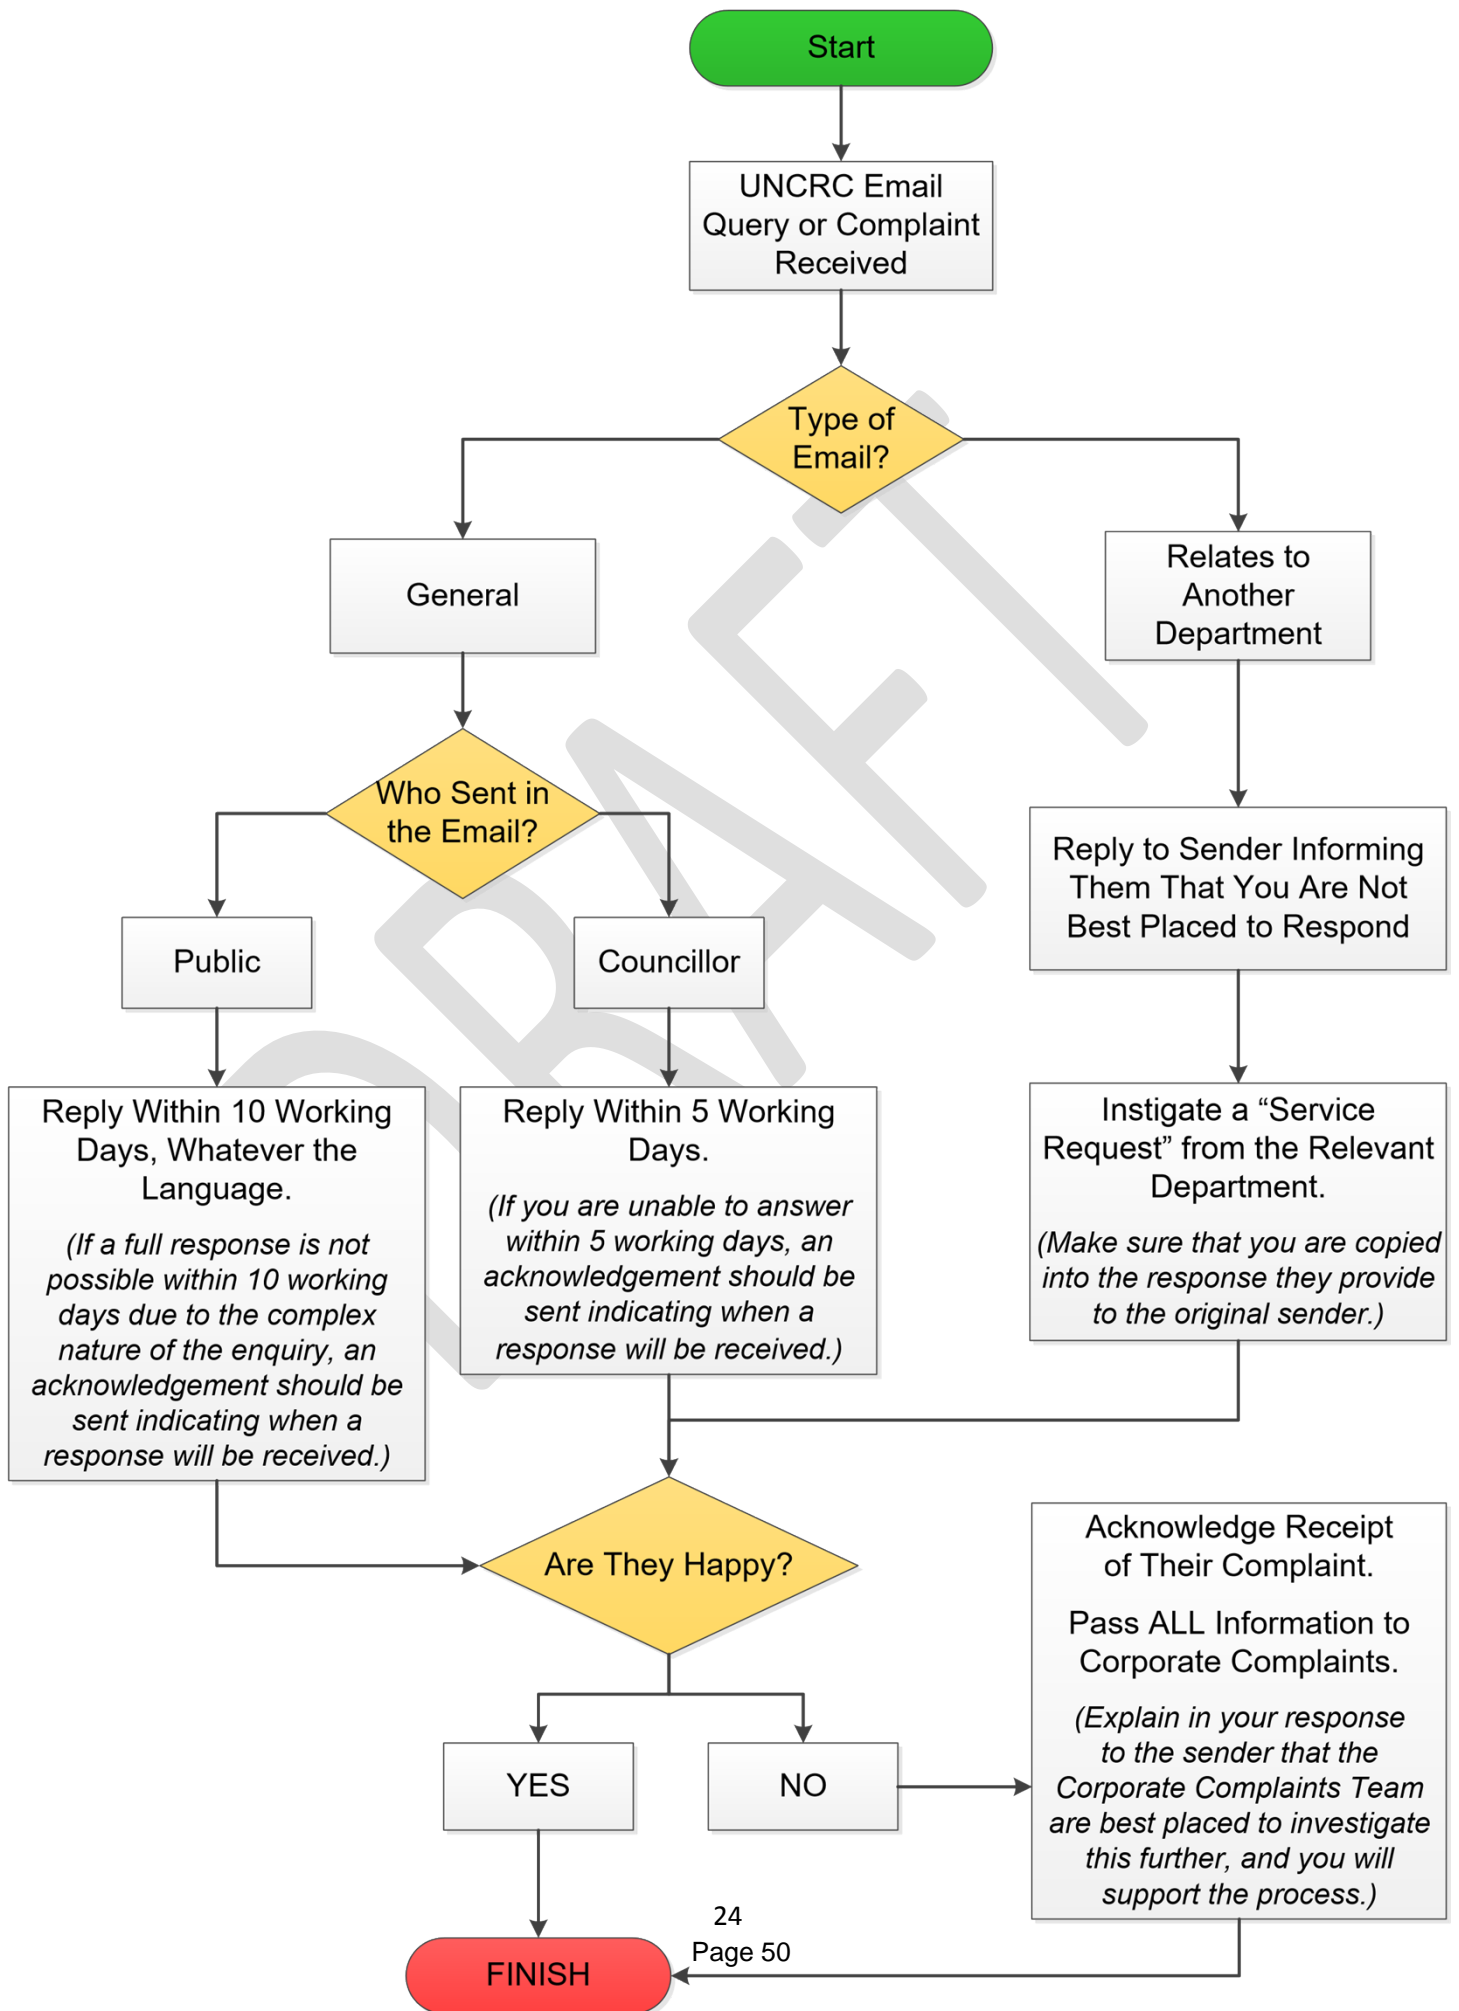 Start
UNCRC Email
Query or Complaint
Received
Type of
Email?
General
Relates to
Another
Department
Who Sent in
the Email?
Public
Councillor
Reply to Sender Informing
Them That You Are Not
Best Placed to Respond
Reply Within 10 Working
Days, Whatever the
Language.
(If a full response is not
possible within 10 working
days due to the complex
nature of the enquiry, an
acknowledgement should be
sent indicating when a
response will be received.)
Reply Within 5 Working
Days.
(If you are unable to answer
within 5 working days, an
acknowledgement should be
sent indicating when a
response will be received.)
Instigate a “Service
Request” from the Relevant
Department.
(Make sure that you are copied
into the response they provide
to the original sender.)
Are They Happy?
YES
NO
Acknowledge Receipt
of Their Complaint.
Pass ALL Information to
Corporate Complaints.
(Explain in your response
to the sender that the
Corporate Complaints Team
are best placed to investigate
this further, and you will
support the process.)
FINISH
24
Page 50
DRAFT